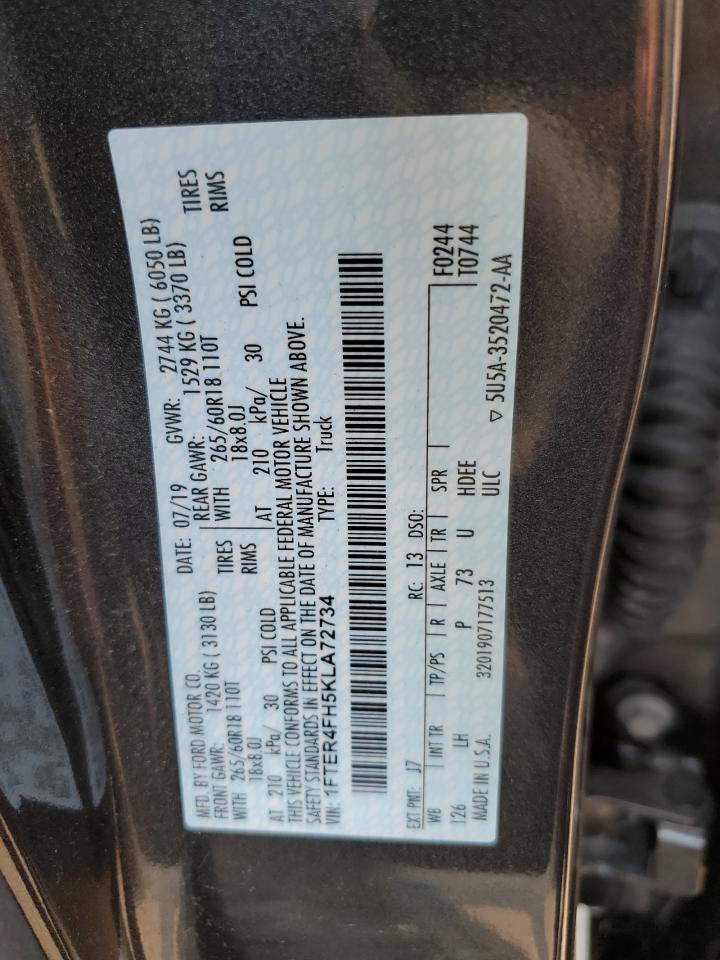 MFD. BY FORD MOTOR CO.
DATE: 07/19 GVWR: 2744 KG ( 6050 LB)
FRONT GAWR: 1420 KG ( 3130 LB) REAR GAWR: 1529 KG ( 3370 LB)
WITH 265/60R18 110T TIRES WITH 265/60R18 110T TIRES
18x8.0J RIMS 18x8.0J RIMS
AT 210 kPa/ 30 PSI COLD AT 210 kPa/ 30 PSI COLD
THIS VEHICLE CONFORMS TO ALL APPLICABLE FEDERAL MOTOR VEHICLE
SAFETY STANDARDS IN EFFECT ON THE DATE OF MANUFACTURE SHOWN ABOVE.
VIN: 1FTER4FH5KLA72734 TYPE: Truck
EXT PNT: J7 RC: 13 DSO: F0244
WB INT TR TP/PS R AXLE TR SPR T0744
126 LH P 73 U HDEE
MADE IN U.S.A. 3201907177513 ULC ▽ 5U5A-3520472-AA